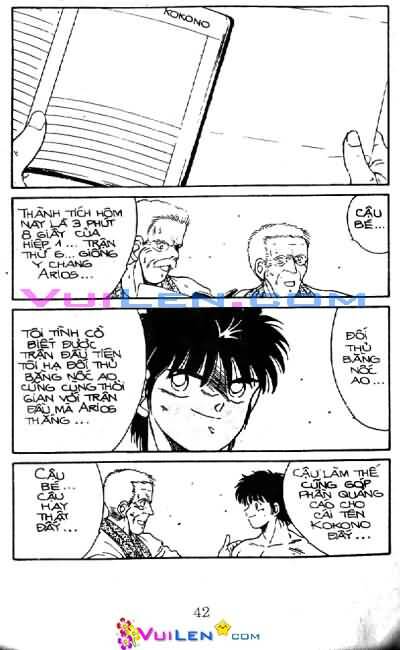 KOKONO
THÀNH TÍCH HÔM
NAY LÀ 3 PHÚT
8 GIÂY CỦA
HIỆP 1... TRẬN
THỨ 6... GIỐNG
Y CHANG
ARIOS...
CẬU
BÉ...
VuiLen.com
TÔI TÌNH CỜ
BIẾT ĐƯỢC
TRẬN ĐẤU TIÊN
TÔI HẠ ĐỐI THỦ
BẰNG NỐC AO
CŨNG CÙNG THỜI
GIAN VỚI TRẬN
ĐẤU MÀ ARIOS
THẮNG...
ĐỐI
THỦ
BẰNG
NỐC
AO...
CẬU
BÉ...
CẬU
HAY
THẬT
ĐẤY...
CẬU LÀM THẾ
CŨNG GÓP
PHẦN QUẢNG
CÁO CHO
CÁI TÊN
KOKONO
ĐẤY...
42
VuiLen.com